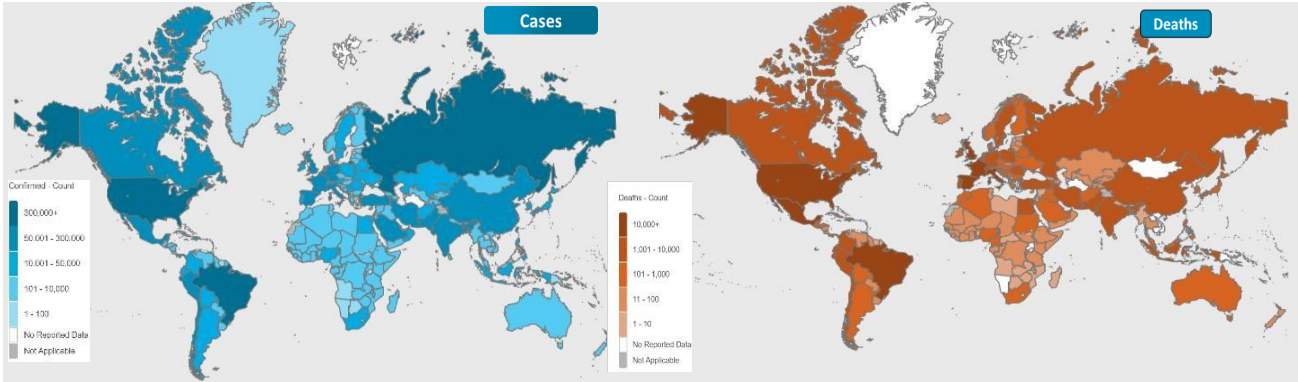 Cases
Deaths
Confirmed - Count
300,000+
50,001 - 300,000
10,001 - 50,000
101 - 10,000
1 - 100
No Reported Data
Not Applicable
Deaths - Count
10,000+
1,001 - 10,000
101 - 1,000
11 - 100
1 - 10
No Reported Data
Not Applicable